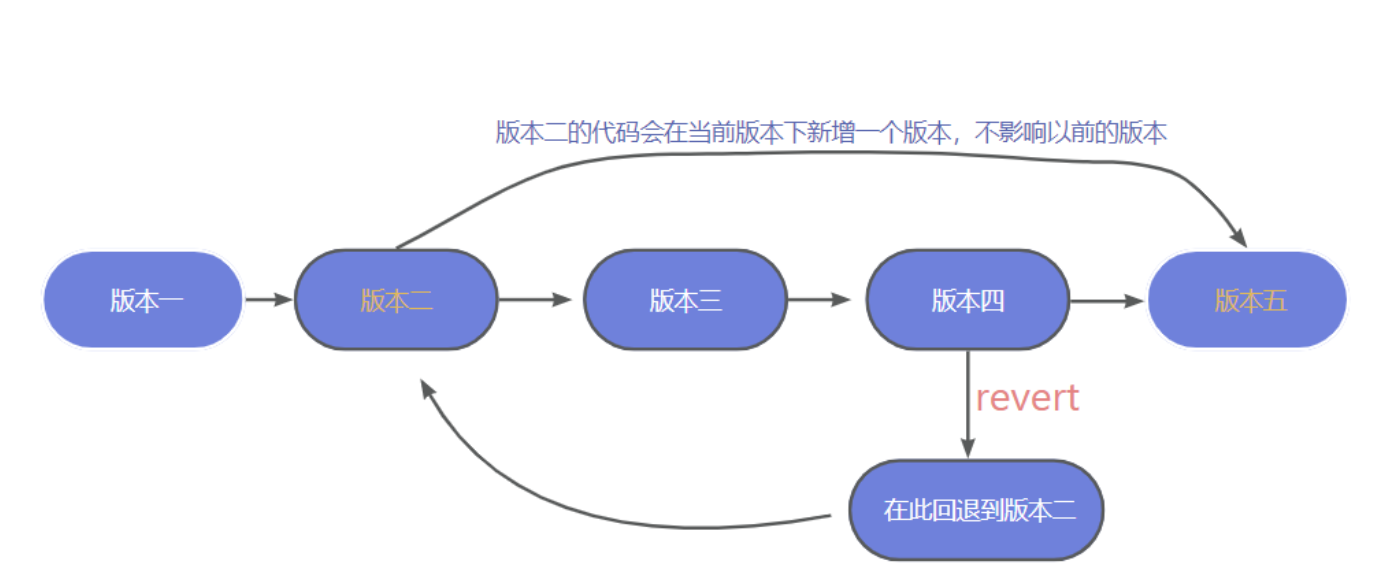 版本二的代码会在当前版本下新增一个版本，不影响以前的版本
版本一
版本二
版本三
版本四
版本五
revert
在此回退到版本二